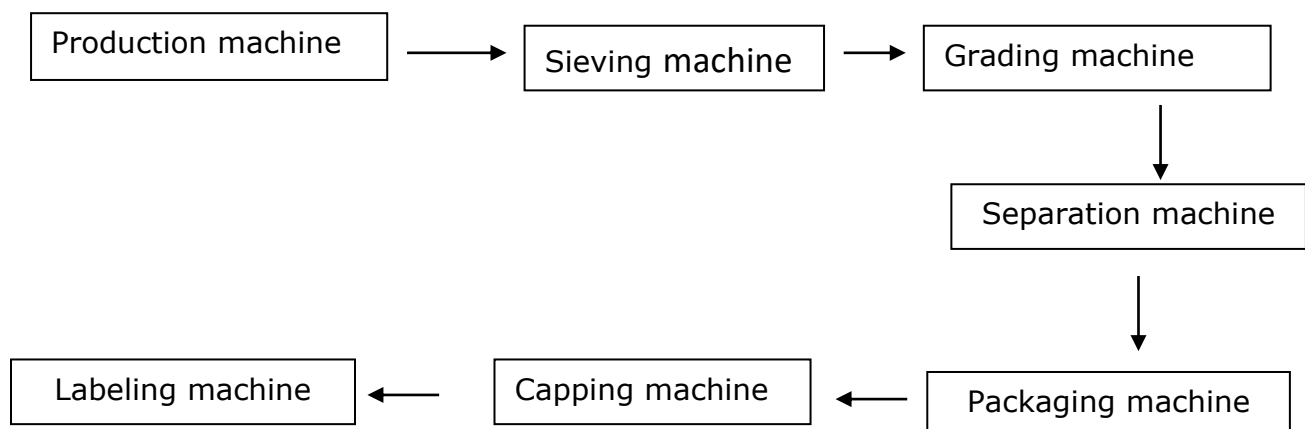 Production machine
Sieving machine
Grading machine
Separation machine
Packaging machine
Capping machine
Labeling machine